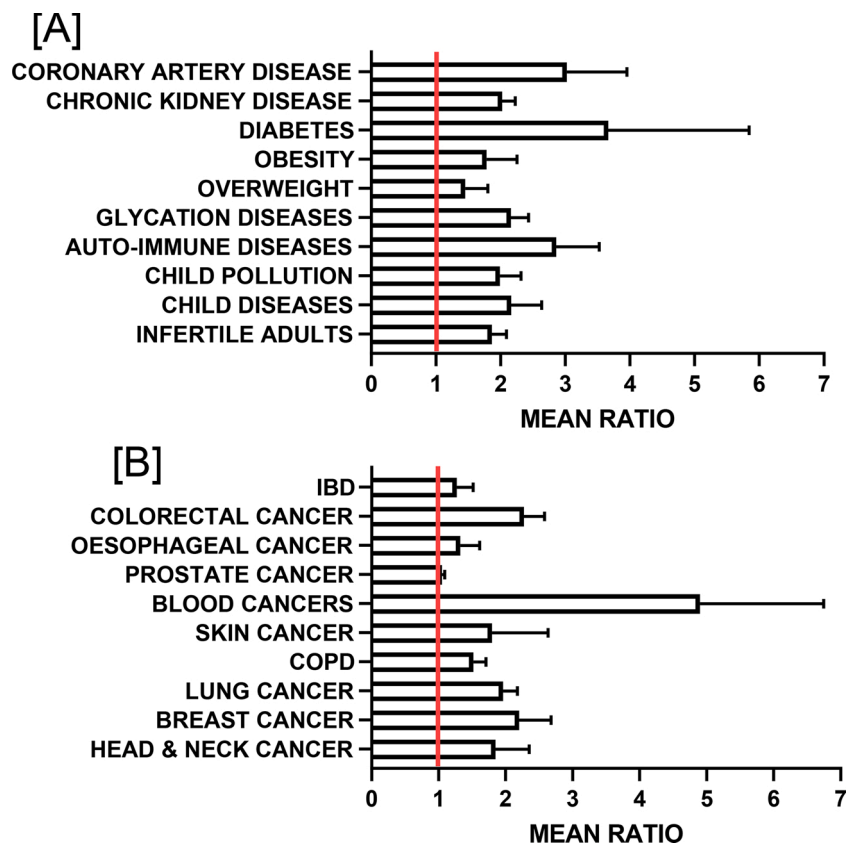 [A]
CORONARY ARTERY DISEASE
CHRONIC KIDNEY DISEASE
DIABETES
OBESITY
OVERWEIGHT
GLYCATION DISEASES
AUTO-IMMUNE DISEASES
CHILD POLLUTION
CHILD DISEASES
INFERTILE ADULTS
0 1 2 3 4 5 6 7
MEAN RATIO
[B]
IBD
COLORECTAL CANCER
OESOPHAGEAL CANCER
PROSTATE CANCER
BLOOD CANCERS
SKIN CANCER
COPD
LUNG CANCER
BREAST CANCER
HEAD & NECK CANCER
0 1 2 3 4 5 6 7
MEAN RATIO